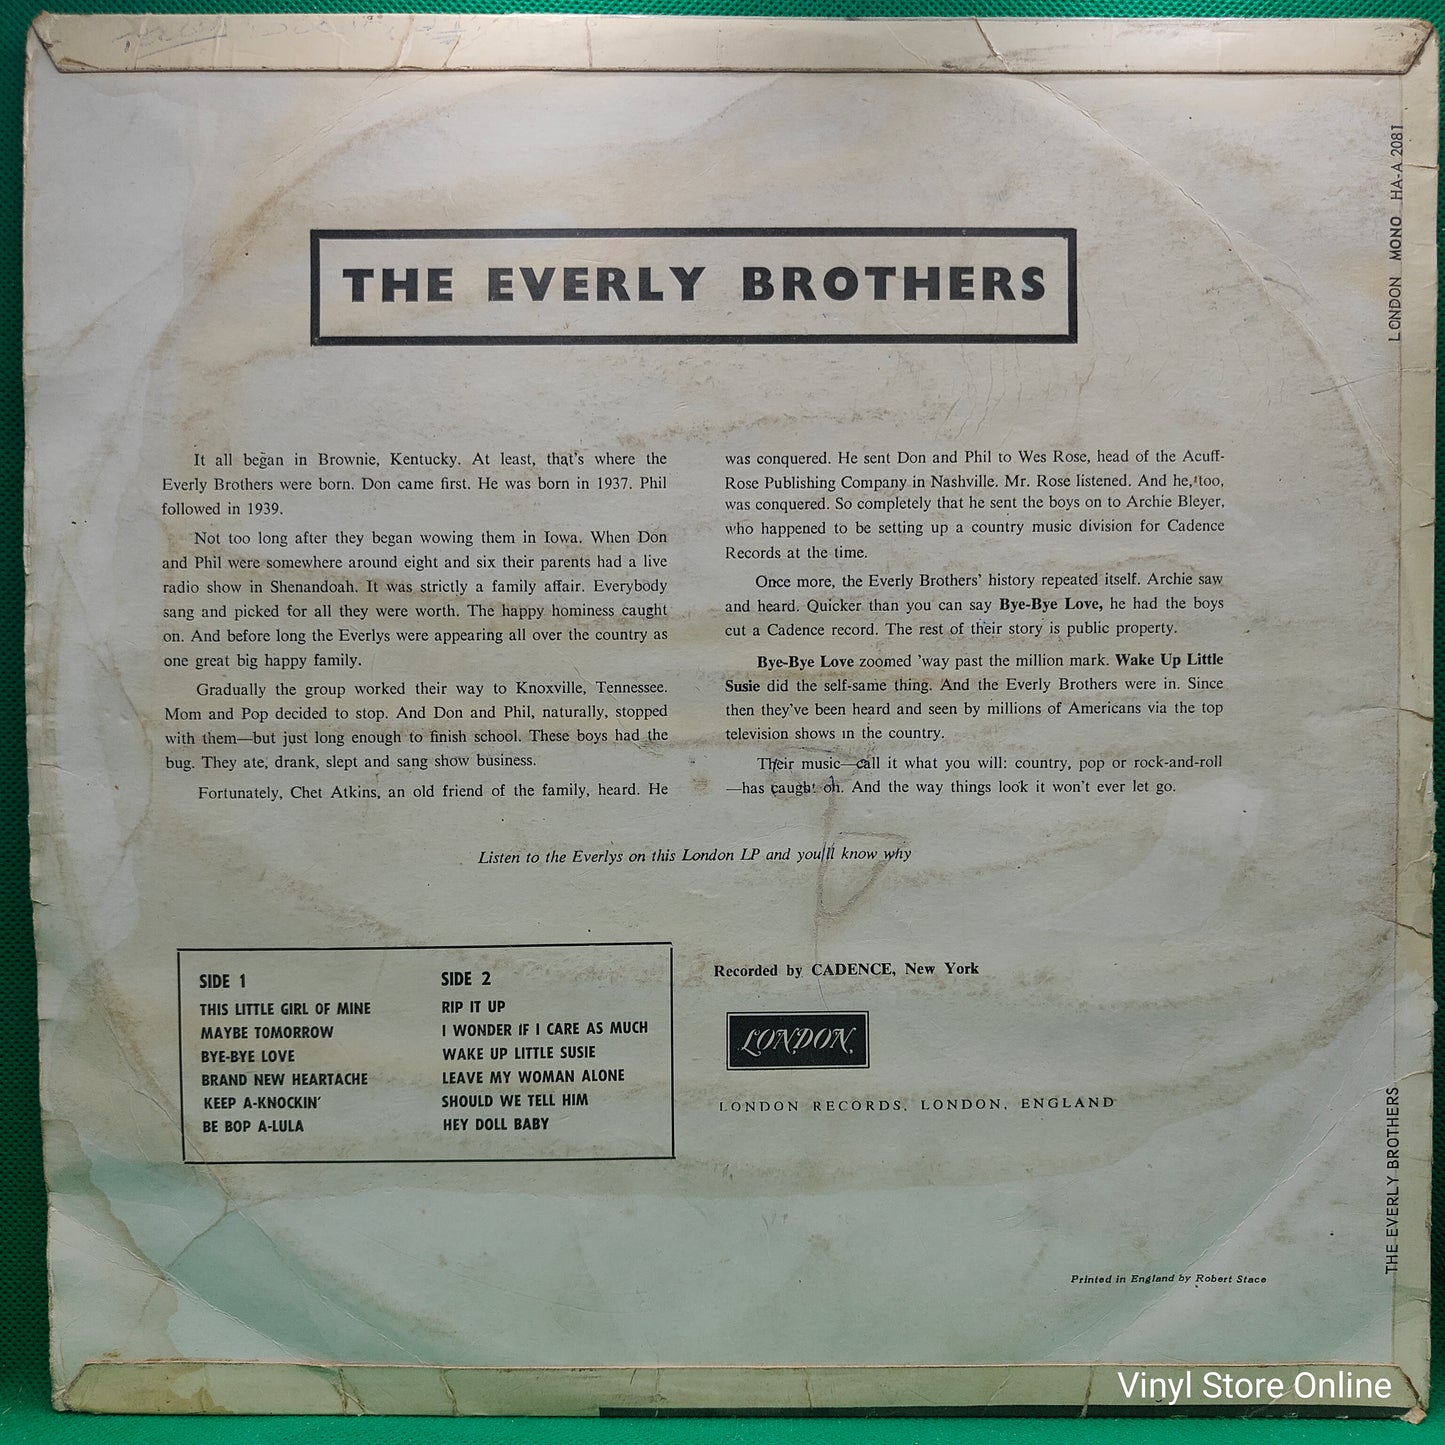 THE EVERLY BROTHERS
It all began in Brownie, Kentucky. At least, that's where the
Everly Brothers were born. Don came first. He was born in 1937. Phil
followed in 1939.
Not too long after they began wowing them in Iowa. When Don
and Phil were somewhere around eight and six their parents had a live
radio show in Shenandoah. It was strictly a family affair. Everybody
sang and picked for all they were worth. The happy hominess caught
on. And before long the Everlys were appearing all over the country as
one great big happy family.
Gradually the group worked their way to Knoxville, Tennessee.
Mom and Pop decided to stop. And Don and Phil, naturally, stopped
with them—but just long enough to finish school. These boys had the
bug. They ate, drank, slept and sang show business.
Fortunately, Chet Atkins, an old friend of the family, heard. He
was conquered. He sent Don and Phil to Wes Rose, head of the Acuff-
Rose Publishing Company in Nashville. Mr. Rose listened. And he, too,
was conquered. So completely that he sent the boys on to Archie Bleyer,
who happened to be setting up a country music division for Cadence
Records at the time.
Once more, the Everly Brothers' history repeated itself. Archie saw
and heard. Quicker than you can say Bye-Bye Love, he had the boys
cut a Cadence record. The rest of their story is public property.
Bye-Bye Love zoomed 'way past the million mark. Wake Up Little
Susie did the self-same thing. And the Everly Brothers were in. Since
then they've been heard and seen by millions of Americans via the top
television shows in the country.
Their music—call it what you will: country, pop or rock-and-roll
—has caught on. And the way things look it won't ever let go.
Listen to the Everlys on this London LP and you'll know why
SIDE 1
THIS LITTLE GIRL OF MINE
MAYBE TOMORROW
BYE-BYE LOVE
BRAND NEW HEARTACHE
KEEP A-KNOCKIN'
BE BOP A-LULA
SIDE 2
RIP IT UP
I WONDER IF I CARE AS MUCH
WAKE UP LITTLE SUSIE
LEAVE MY WOMAN ALONE
SHOULD WE TELL HIM
HEY DOLL BABY
Recorded by CADENCE, New York
LONDON
LONDON RECORDS, LONDON, ENGLAND
Printed in England by Robert Stace
LONDON MONO HA-A 2081
THE EVERLY BROTHERS
Vinyl Store Online